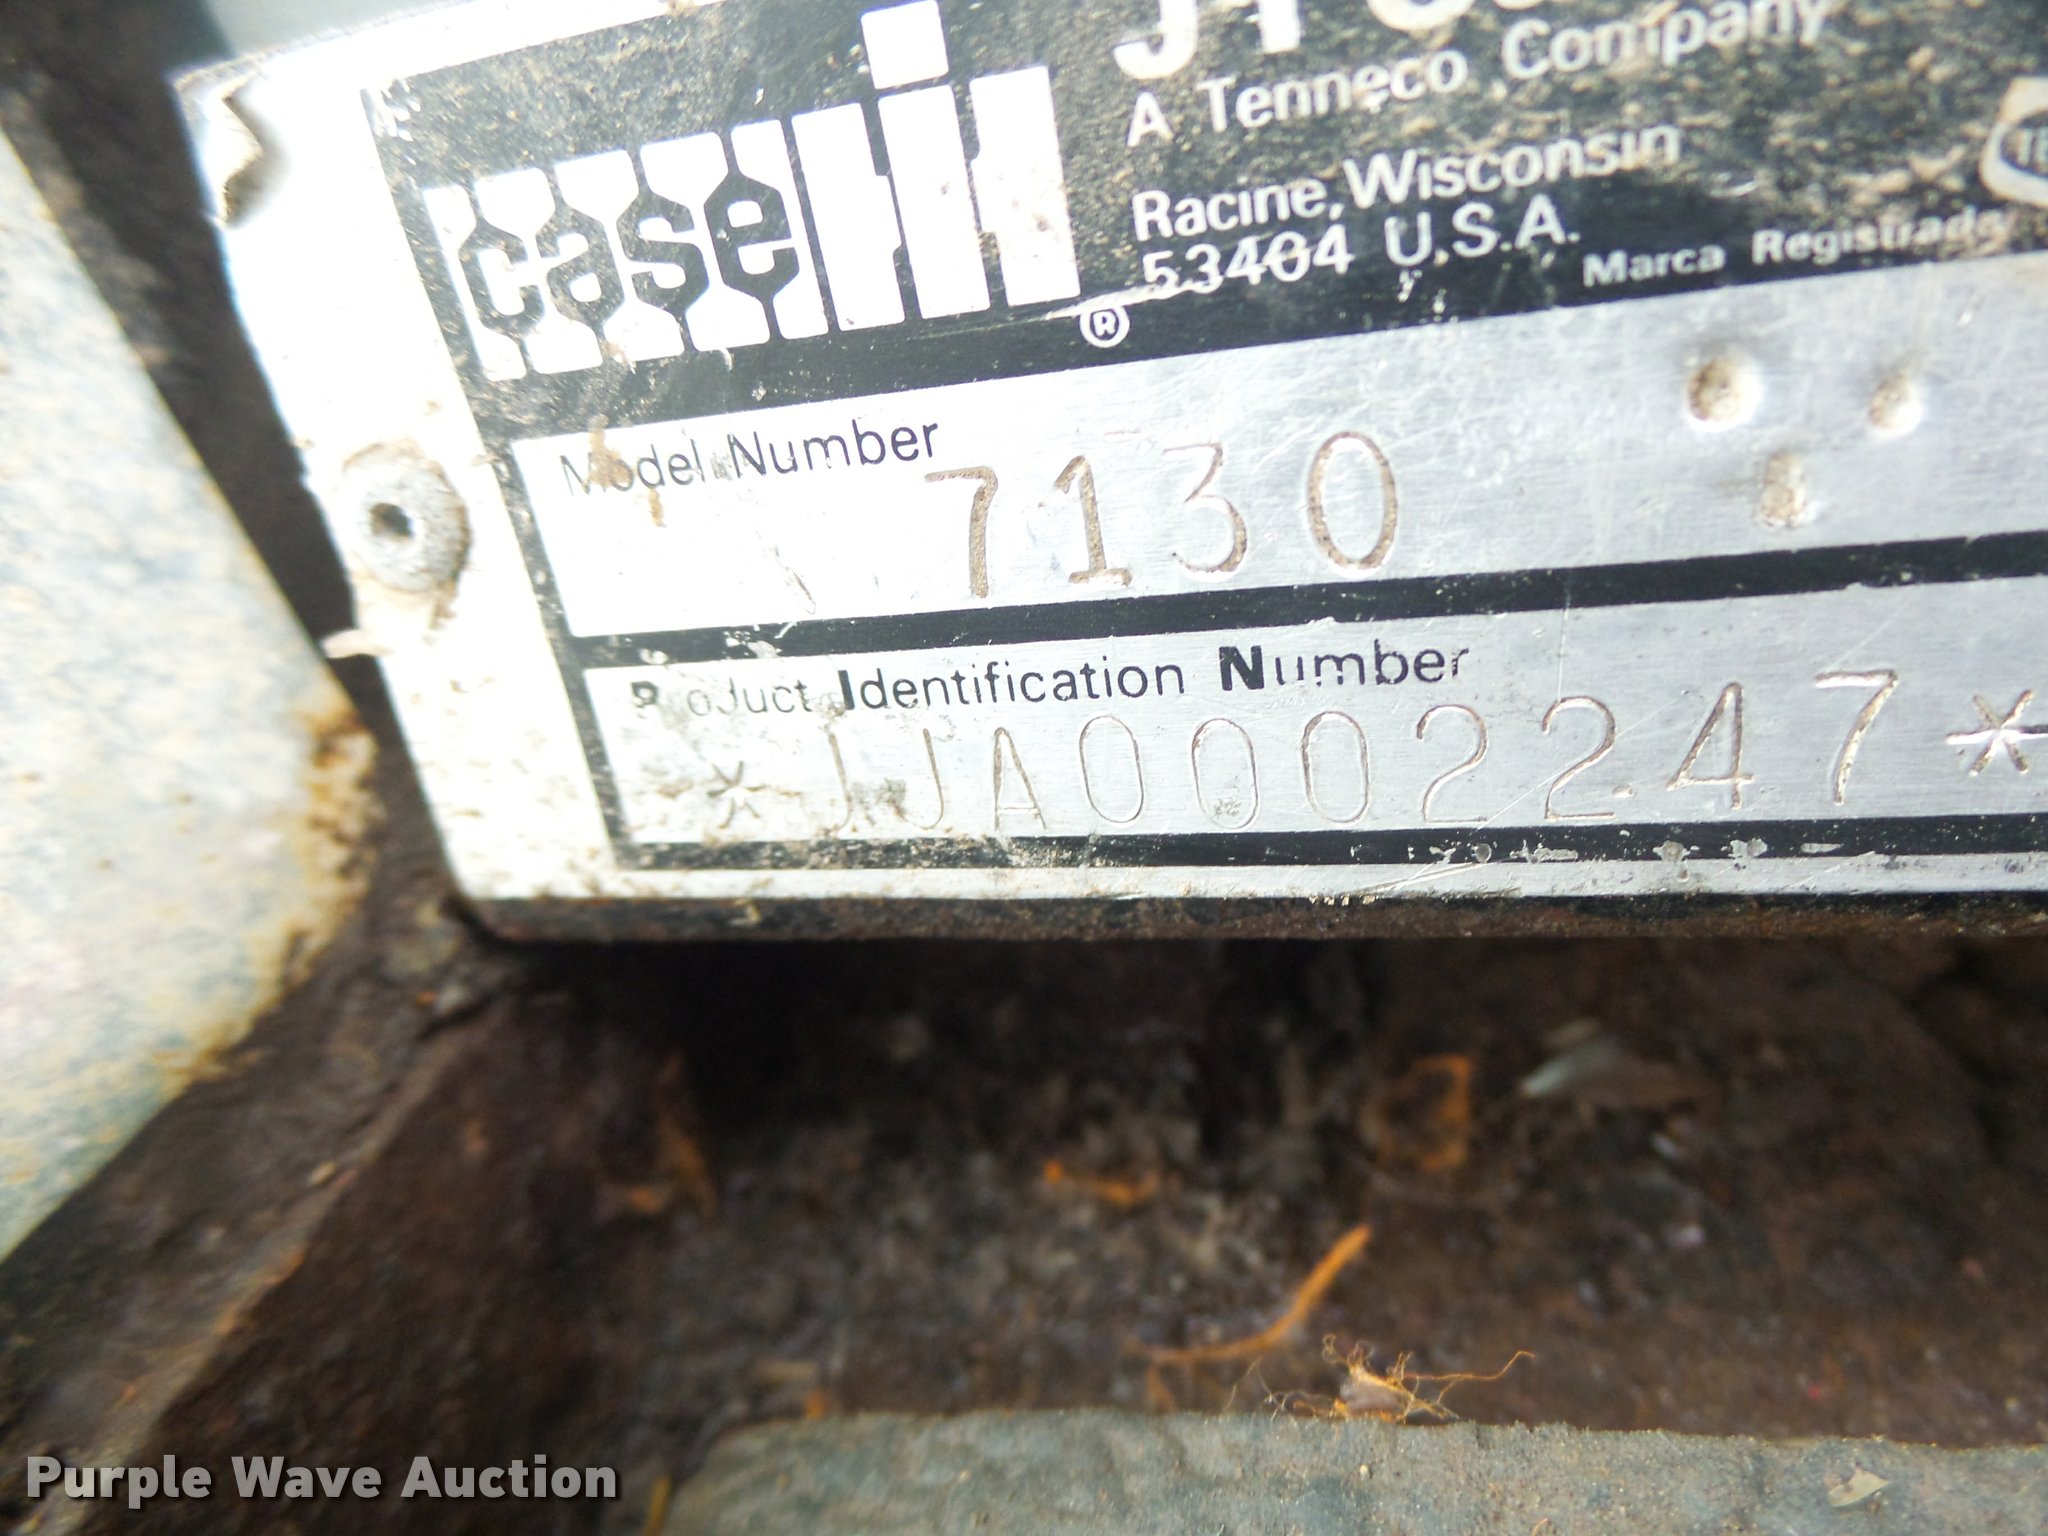 case IH ®
A Tenneco Company
Racine, Wisconsin
53404 U.S.A.
Marca Registrada
Model Number
7130
Product Identification Number
*JJA0002247*
Purple Wave Auction